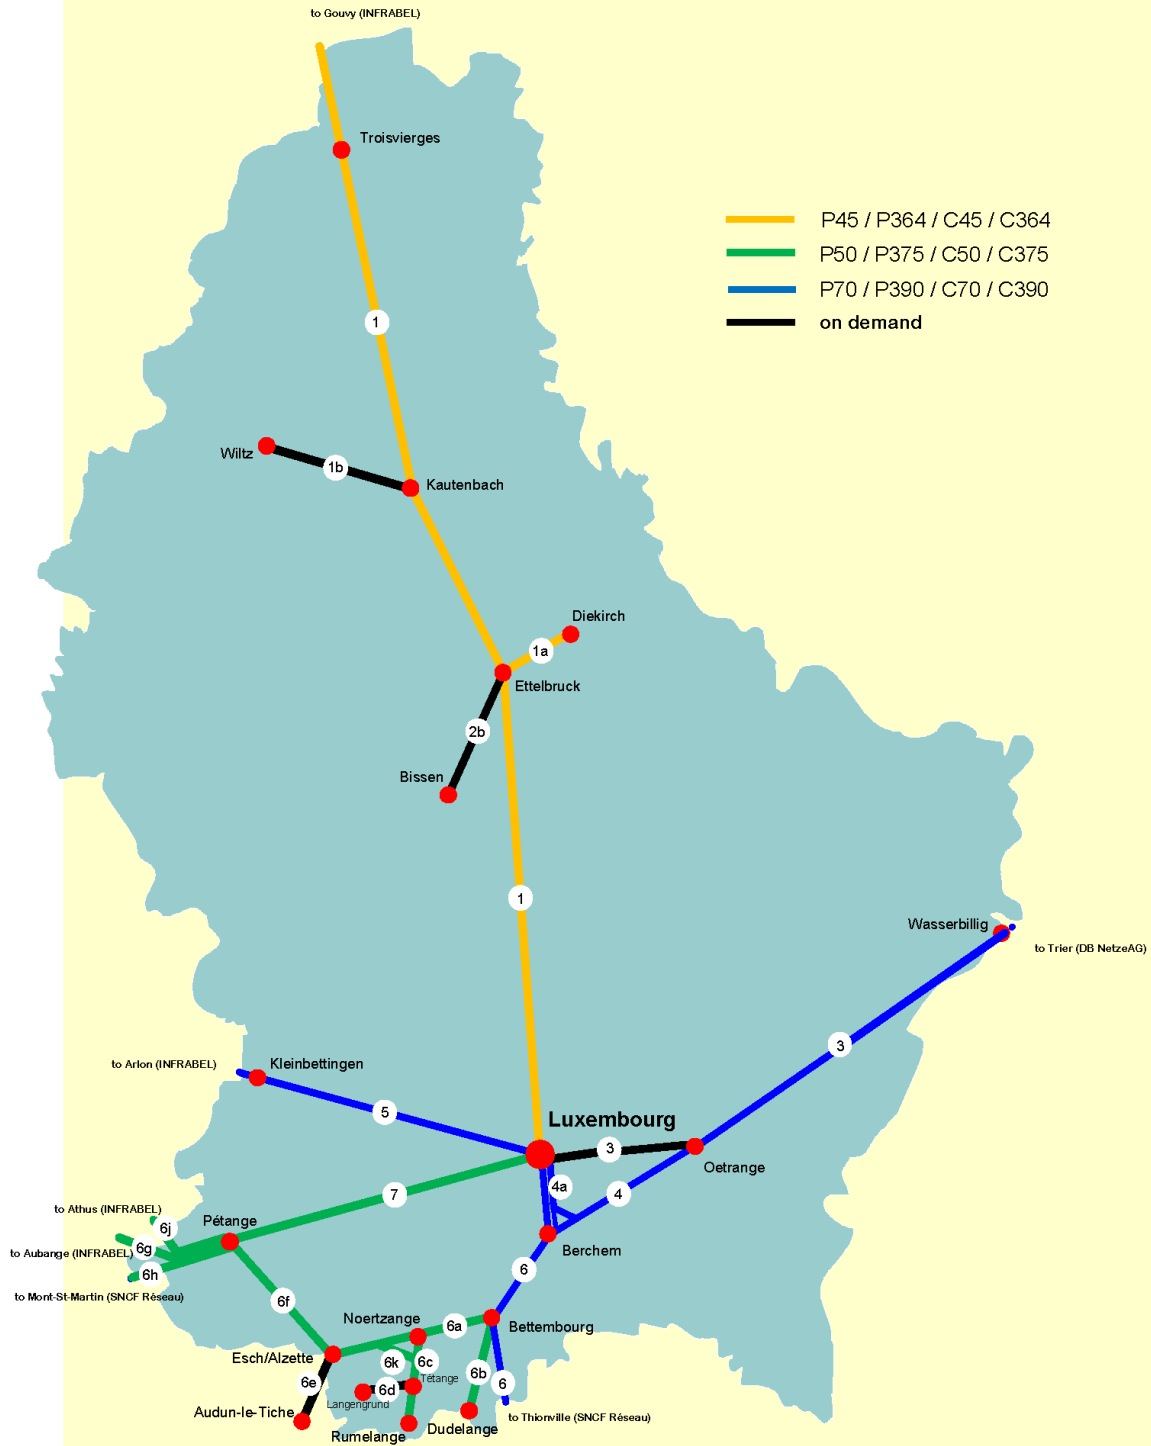 to Gouvy (INFRABEL)
Troisvierges
P45 / P364 / C45 / C364
P50 / P375 / C50 / C375
P70 / P390 / C70 / C390
on demand
1
Wiltz
1b
Kautenbach
Diekirch
1a
Ettelbruck
2b
Bissen
1
Wasserbillig
to Trier (DB NetzeAG)
3
to Arlon (INFRABEL)
Kleinbettingen
5
Luxembourg
3
Oetrange
4a
4
7
to Athus (INFRABEL)
6j
Pétange
to Aubange (INFRABEL)
6g
6h
to Mont-St-Martin (SNCF Réseau)
Berchem
6
6f
Noertzange
6a
Bettembourg
Esch/Alzette
6k
6c
6b
6
6e
6d
Tétange
Langengrund
Audun-le-Tiche
Rumelange
Dudelange
to Thionville (SNCF Réseau)